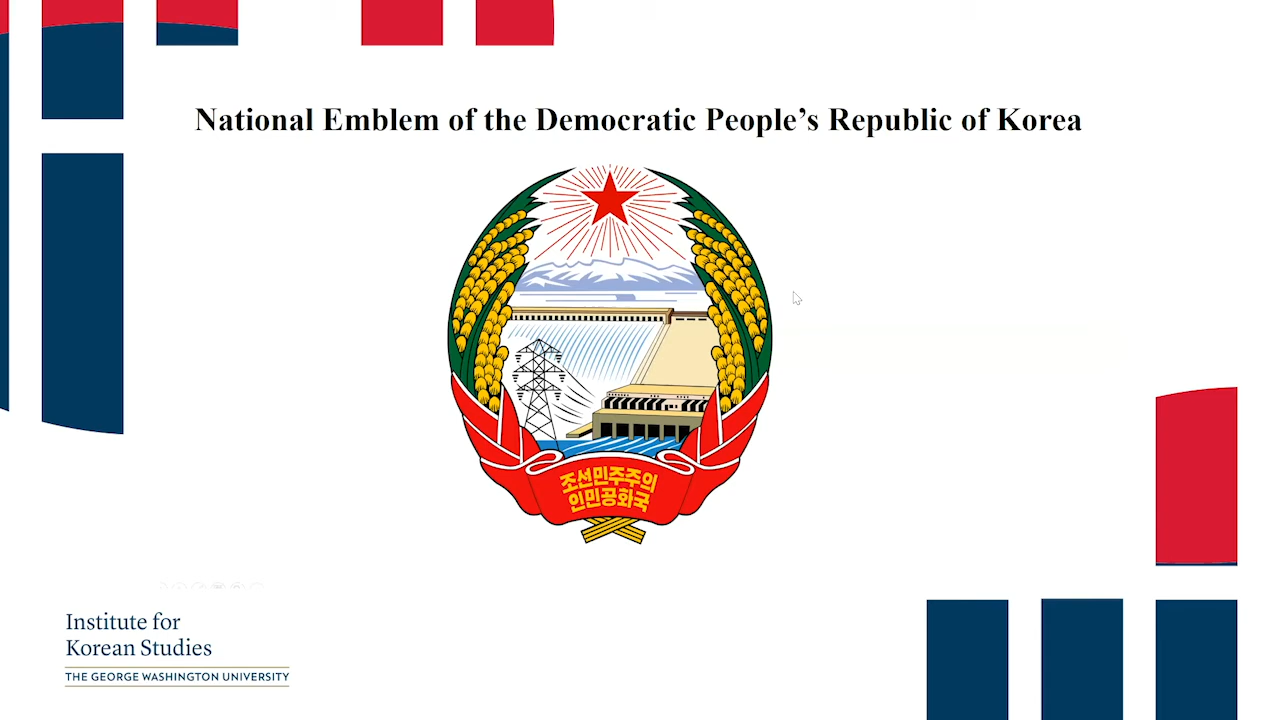 National Emblem of the Democratic People’s Republic of Korea
조선민주주의
인민공화국
Institute for
Korean Studies
THE GEORGE WASHINGTON UNIVERSITY